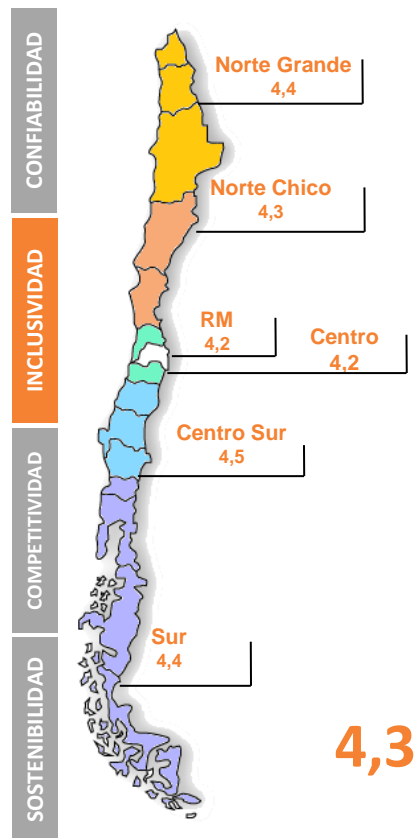 CONFIABILIDAD
INCLUSIVIDAD
COMPETITIVIDAD
SOSTENIBILIDAD
Norte Grande
4,4
Norte Chico
4,3
RM
4,2
Centro
4,2
Centro Sur
4,5
Sur
4,4
4,3